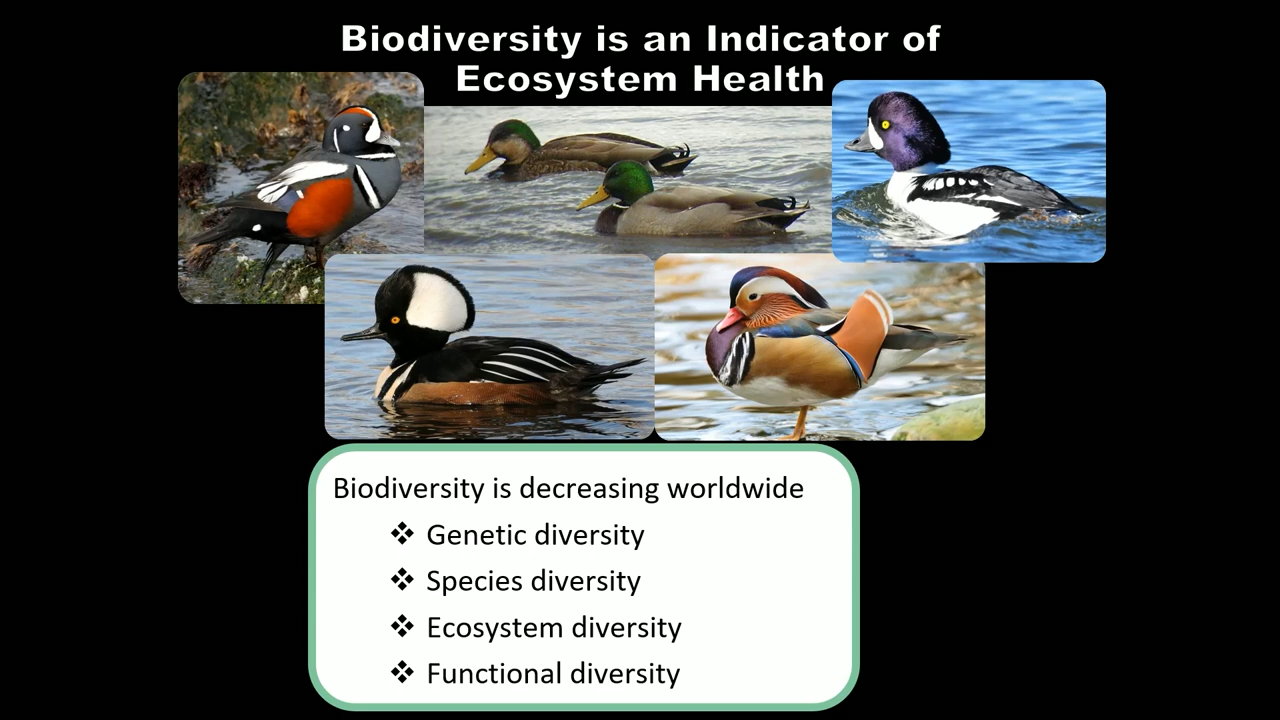 Biodiversity is an Indicator of
Ecosystem Health
Biodiversity is decreasing worldwide
❖ Genetic diversity
❖ Species diversity
❖ Ecosystem diversity
❖ Functional diversity